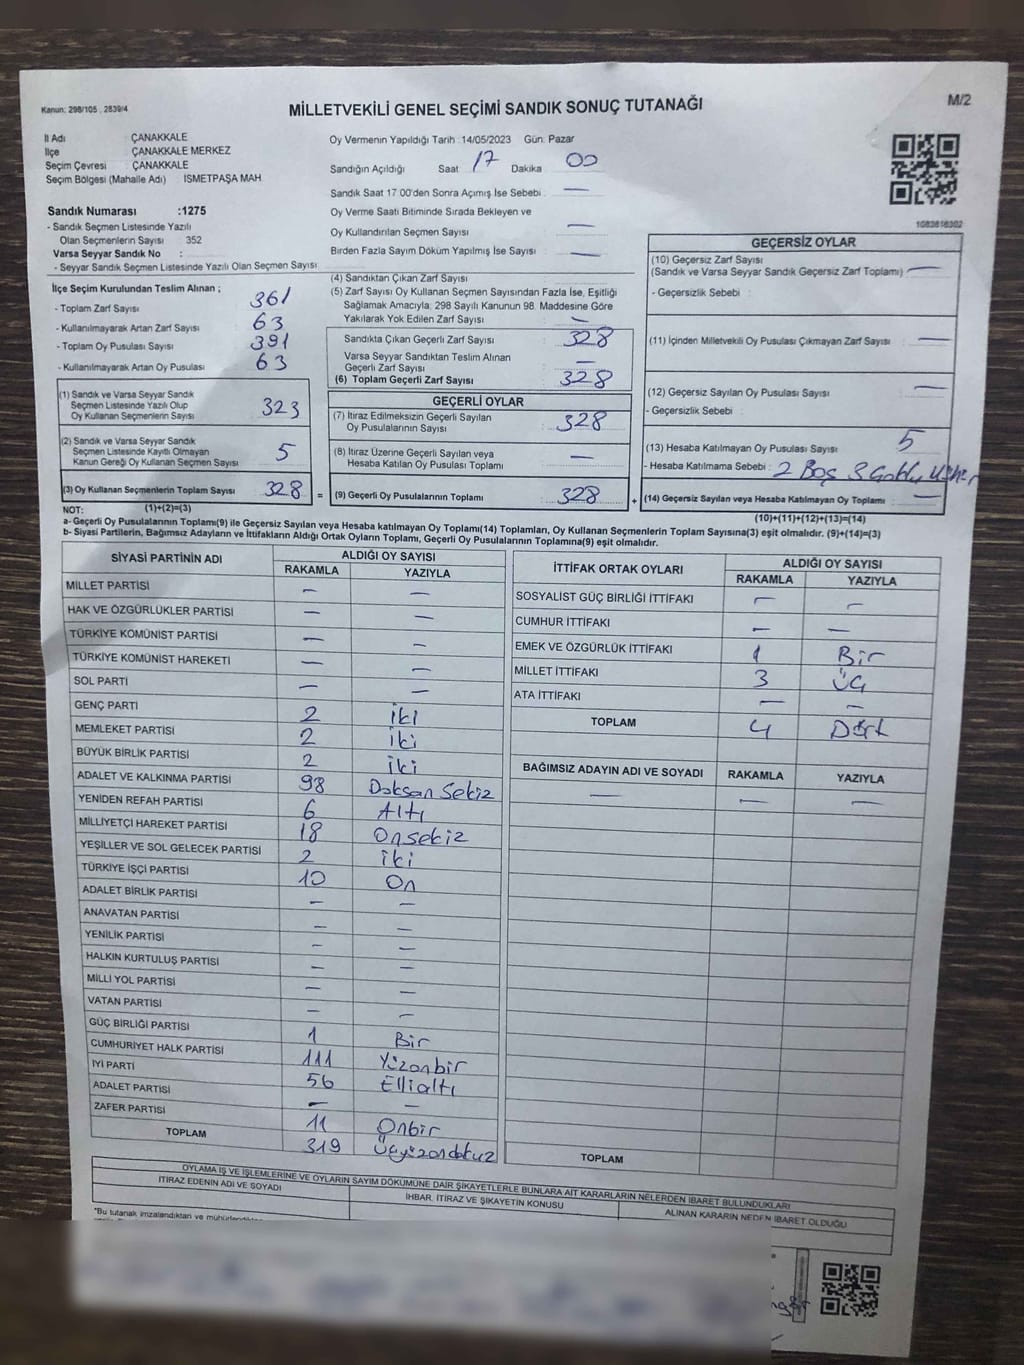 Kanun: 298/105 , 2839/4
MİLLETVEKİLİ GENEL SEÇİMİ SANDIK SONUÇ TUTANAĞI
M/2
İl Adı : ÇANAKKALE
İlçe ÇANAKKALE MERKEZ
Seçim Çevresi ÇANAKKALE
Seçim Bölgesi (Mahalle Adı) : İSMETPAŞA MAH.
Oy Vermenin Yapıldığı Tarih :14/05/2023 Gün: Pazar
Sandığın Açıldığı Saat 17 Dakika 00
Sandık Saat 17.00'den Sonra Açılmış İse Sebebi : —
Oy Verme Saati Bitiminde Sırada Bekleyen ve
Oy Kullandırılan Seçmen Sayısı —
Birden Fazla Sayım Döküm Yapılmış İse Sayısı —
1083818302
Sandık Numarası :1275
- Sandık Seçmen Listesinde Yazılı
Olan Seçmenlerin Sayısı : 352
Varsa Seyyar Sandık No :
- Seyyar Sandık Seçmen Listesinde Yazılı Olan Seçmen Sayısı:
İlçe Seçim Kurulundan Teslim Alınan ;
- Toplam Zarf Sayısı 361
- Kullanılmayarak Artan Zarf Sayısı 63
- Toplam Oy Pusulası Sayısı 391
- Kullanılmayarak Artan Oy Pusulası 63
(1) Sandık ve Varsa Seyyar Sandık
Seçmen Listesinde Yazılı Olup
Oy Kullanan Seçmenlerin Sayısı 323
(2) Sandık ve Varsa Seyyar Sandık
Seçmen Listesinde Kayıtlı Olmayan
Kanun Gereği Oy Kullanan Seçmen Sayısı 5
(3) Oy Kullanan Seçmenlerin Toplam Sayısı 328 =
(1)+(2)=(3)
(4) Sandıktan Çıkan Zarf Sayısı
(5) Zarf Sayısı Oy Kullanan Seçmen Sayısından Fazla İse, Eşitliği
Sağlamak Amacıyla; 298 Sayılı Kanunun 98. Maddesine Göre
Yakılarak Yok Edilen Zarf Sayısı —
Sandıkta Çıkan Geçerli Zarf Sayısı 328
Varsa Seyyar Sandıktan Teslim Alınan
Geçerli Zarf Sayısı —
(6) Toplam Geçerli Zarf Sayısı 328
GEÇERLİ OYLAR
(7) İtiraz Edilmeksizin Geçerli Sayılan
Oy Pusulalarının Sayısı 328
(8) İtiraz Üzerine Geçerli Sayılan veya
Hesaba Katılan Oy Pusulası Toplamı —
(9) Geçerli Oy Pusulalarının Toplamı 328 +
GEÇERSİZ OYLAR
(10) Geçersiz Zarf Sayısı
(Sandık ve Varsa Seyyar Sandık Geçersiz Zarf Toplamı) —
- Geçersizlik Sebebi :
(11) İçinden Milletvekili Oy Pusulası Çıkmayan Zarf Sayısı —
(12) Geçersiz Sayılan Oy Pusulası Sayısı —
- Geçersizlik Sebebi :
(13) Hesaba Katılmayan Oy Pusulası Sayısı 5
- Hesaba Katılmama Sebebi : 2 Boş 3
(14) Geçersiz Sayılan veya Hesaba Katılmayan Oy Toplamı —
(10)+(11)+(12)+(13)=(14)
NOT:
a- Geçerli Oy Pusulalarının Toplamı(9) ile Geçersiz Sayılan veya Hesaba katılmayan Oy Toplamı(14) Toplamları, Oy Kullanan Seçmenlerin Toplam Sayısına(3) eşit olmalıdır. (9)+(14)=(3)
b- Siyasi Partilerin, Bağımsız Adayların ve İttifakların Aldığı Ortak Oyların Toplamı, Geçerli Oy Pusulalarının Toplamına(9) eşit olmalıdır.
SİYASİ PARTİNİN ADI ALDIĞI OY SAYISI
RAKAMLA YAZIYLA
MİLLET PARTİSİ — —
HAK VE ÖZGÜRLÜKLER PARTİSİ — —
TÜRKİYE KOMÜNİST PARTİSİ — —
TÜRKİYE KOMÜNİST HAREKETİ — —
SOL PARTİ — —
GENÇ PARTİ 2 iki
MEMLEKET PARTİSİ 2 iki
BÜYÜK BİRLİK PARTİSİ 2 iki
ADALET VE KALKINMA PARTİSİ 98 Doksan Sekiz
YENİDEN REFAH PARTİSİ 6 Altı
MİLLİYETÇİ HAREKET PARTİSİ 18 Onsekiz
YEŞİLLER VE SOL GELECEK PARTİSİ 2 iki
TÜRKİYE İŞÇİ PARTİSİ 10 On
ADALET BİRLİK PARTİSİ — —
ANAVATAN PARTİSİ — —
YENİLİK PARTİSİ — —
HALKIN KURTULUŞ PARTİSİ — —
MİLLİ YOL PARTİSİ — —
VATAN PARTİSİ — —
GÜÇ BİRLİĞİ PARTİSİ 1 Bir
CUMHURİYET HALK PARTİSİ 111 Yüzonbir
İYİ PARTİ 56 Ellialtı
ADALET PARTİSİ — —
ZAFER PARTİSİ 11 Onbir
TOPLAM 319 Üçyüzondokuz
İTTİFAK ORTAK OYLARI ALDIĞI OY SAYISI
RAKAMLA YAZIYLA
SOSYALİST GÜÇ BİRLİĞİ İTTİFAKI — —
CUMHUR İTTİFAKI — —
EMEK VE ÖZGÜRLÜK İTTİFAKI 1 Bir
MİLLET İTTİFAKI 3 Üç
ATA İTTİFAKI — —
TOPLAM 4 Dört
BAĞIMSIZ ADAYIN ADI VE SOYADI RAKAMLA YAZIYLA
— — —
TOPLAM
OYLAMA İŞ VE İŞLEMLERİNE VE OYLARIN SAYIM DÖKÜMÜNE DAİR ŞİKAYETLERLE BUNLARA AİT KARARLARIN NELERDEN İBARET BULUNDUKLARI
İTİRAZ EDENİN ADI VE SOYADI İHBAR, İTİRAZ VE ŞİKAYETİN KONUSU ALINAN KARARIN NEDEN İBARET OLDUĞU
"Bu tutanak imzalandıktan ve mühürlendikten